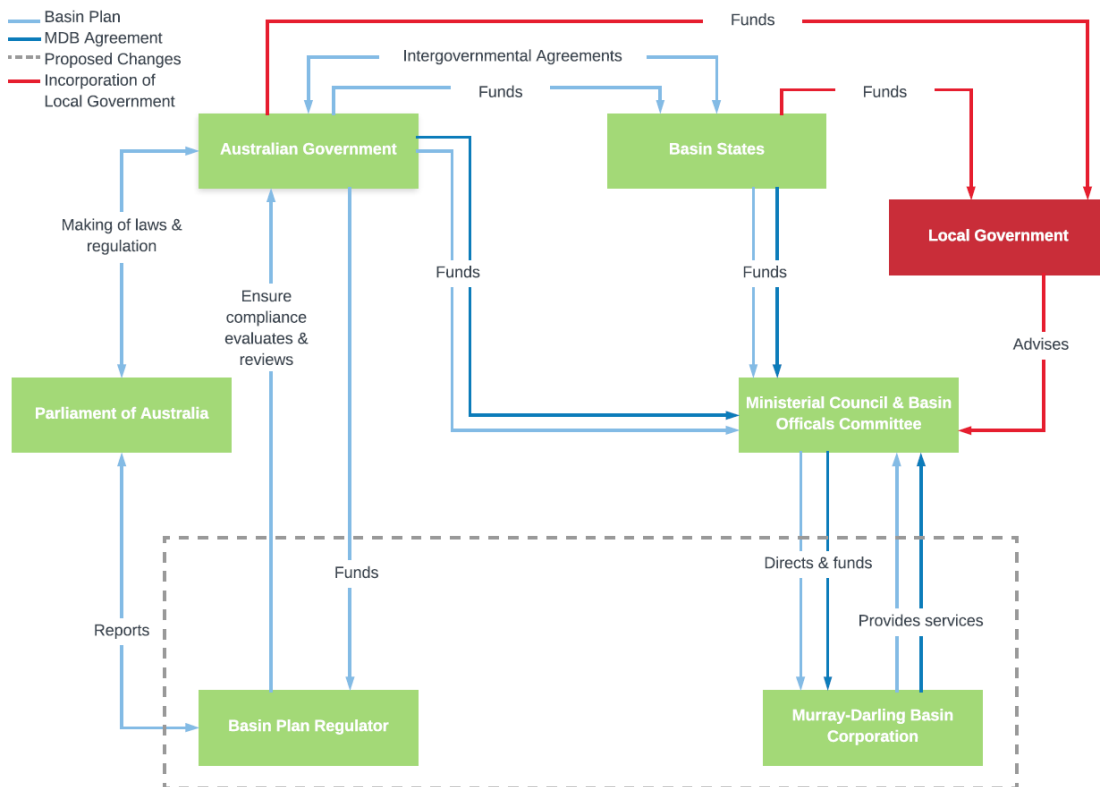 Basin Plan
MDB Agreement
Proposed Changes
Incorporation of
Local Government
Funds
Intergovernmental Agreements
Funds
Funds
Australian Government
Basin States
Local Government
Making of laws &
regulation
Funds
Funds
Ensure
compliance
evaluates &
reviews
Advises
Parliament of Australia
Ministerial Council & Basin
Officals Committee
Funds
Directs & funds
Reports
Provides services
Basin Plan Regulator
Murray-Darling Basin
Corporation